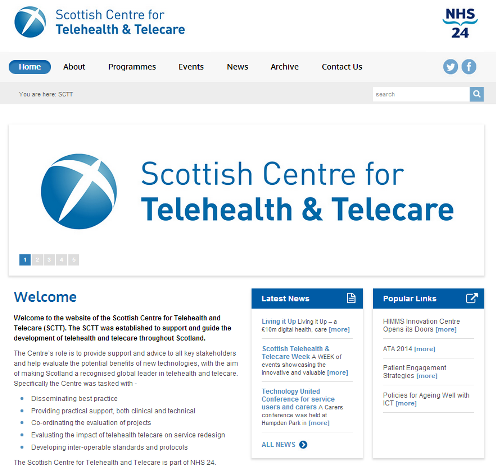 Scottish Centre for
Telehealth & Telecare
NHS
24
Home About Programmes Events News Archive Contact Us
You are here: SCTT
search
Scottish Centre for
Telehealth & Telecare
1 2 3 4 5
Welcome
Welcome to the website of the Scottish Centre for Telehealth and
Telecare (SCTT). The SCTT was established to support and guide the
development of telehealth and telecare throughout Scotland.
The Centre's role is to provide support and advice to all key stakeholders
and help evaluate the potential benefits of new technologies, with the aim
of making Scotland a recognised global leader in telehealth and telecare.
Specifically the Centre was tasked with -
Disseminating best practice
Providing practical support, both clinical and technical
Co-ordinating the evaluation of projects
Evaluating the impact of telehealth telecare on service redesign
Developing inter-operable standards and protocols
The Scottish Centre for Telehealth and Telecare is part of NHS 24.
Latest News
Living it Up Living it Up – a
€10m digital health, care [more]
Scottish Telehealth &
Telecare Week A WEEK of
events showcasing the
innovative and valuable [more]
Technology United
Conference for service
users and carers A Carers
conference was held at
Hampden Park in [more]
ALL NEWS
Popular Links
HIMMS Innovation Centre
Opens its Doors [more]
ATA 2014 [more]
Patient Engagement
Strategies [more]
Policies for Ageing Well with
ICT [more]